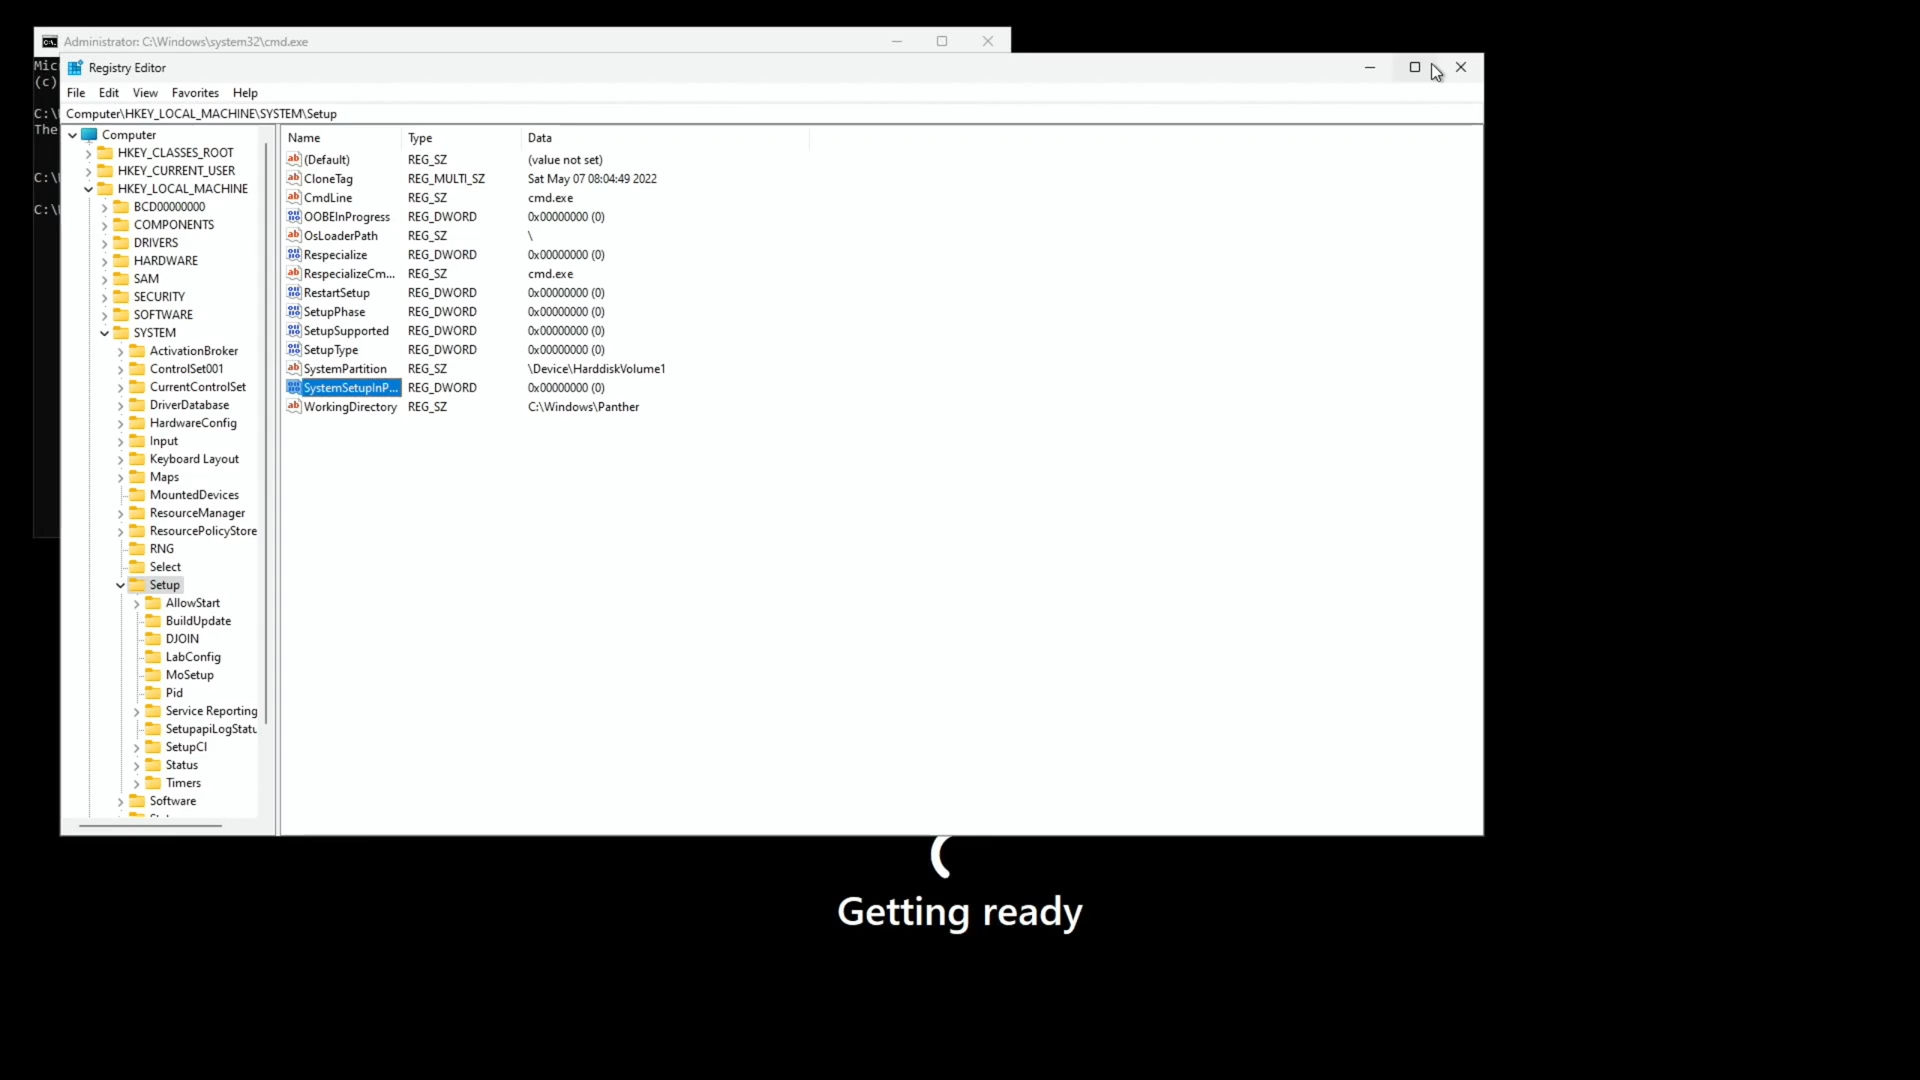 Administrator: C:\Windows\system32\cmd.exe
Mic
(c)
C:\
The
C:\
C:\
Registry Editor
File Edit View Favorites Help
Computer\HKEY_LOCAL_MACHINE\SYSTEM\Setup
Computer
HKEY_CLASSES_ROOT
HKEY_CURRENT_USER
HKEY_LOCAL_MACHINE
BCD00000000
COMPONENTS
DRIVERS
HARDWARE
SAM
SECURITY
SOFTWARE
SYSTEM
ActivationBroker
ControlSet001
CurrentControlSet
DriverDatabase
HardwareConfig
Input
Keyboard Layout
Maps
MountedDevices
ResourceManager
ResourcePolicyStore
RNG
Select
Setup
AllowStart
BuildUpdate
DJOIN
LabConfig
MoSetup
Pid
Service Reporting
SetupapiLogStatu
SetupCl
Status
Timers
Software
Name Type Data
(Default) REG_SZ (value not set)
CloneTag REG_MULTI_SZ Sat May 07 08:04:49 2022
CmdLine REG_SZ cmd.exe
OOBEInProgress REG_DWORD 0x00000000 (0)
OsLoaderPath REG_SZ \
Respecialize REG_DWORD 0x00000000 (0)
RespecializeCm... REG_SZ cmd.exe
RestartSetup REG_DWORD 0x00000000 (0)
SetupPhase REG_DWORD 0x00000000 (0)
SetupSupported REG_DWORD 0x00000000 (0)
SetupType REG_DWORD 0x00000000 (0)
SystemPartition REG_SZ \Device\HarddiskVolume1
SystemSetupInP... REG_DWORD 0x00000000 (0)
WorkingDirectory REG_SZ C:\Windows\Panther
Getting ready